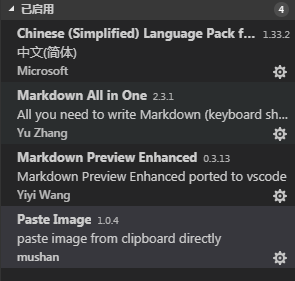 已启用 4
Chinese (Simplified) Language Pack f... 1.33.2
中文(简体)
Microsoft
Markdown All in One 2.3.1
All you need to write Markdown (keyboard sh...
Yu Zhang
Markdown Preview Enhanced 0.3.13
Markdown Preview Enhanced ported to vscode
Yiyi Wang
Paste Image 1.0.4
paste image from clipboard directly
mushan